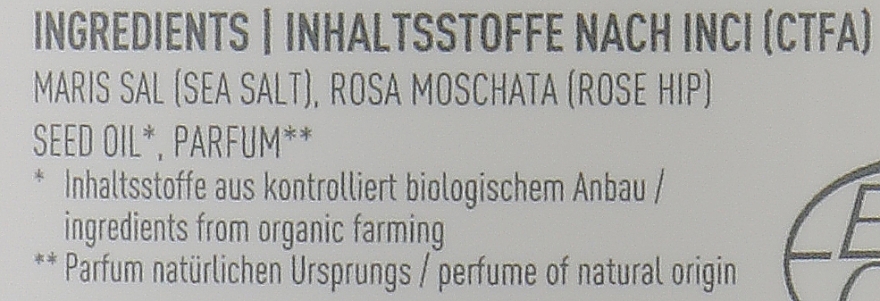 INGREDIENTS | INHALTSSTOFFE NACH INCI (CTFA)
MARIS SAL (SEA SALT), ROSA MOSCHATA (ROSE HIP)
SEED OIL*, PARFUM**
* Inhaltsstoffe aus kontrolliert biologischem Anbau /
ingredients from organic farming
** Parfum natürlichen Ursprungs / perfume of natural origin